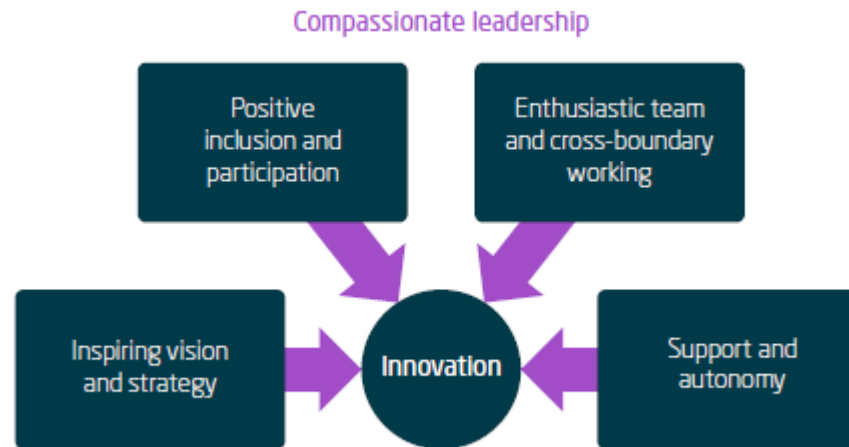 Compassionate leadership
Positive
inclusion and
participation
Enthusiastic team
and cross-boundary
working
Inspiring vision
and strategy
Innovation
Support and
autonomy